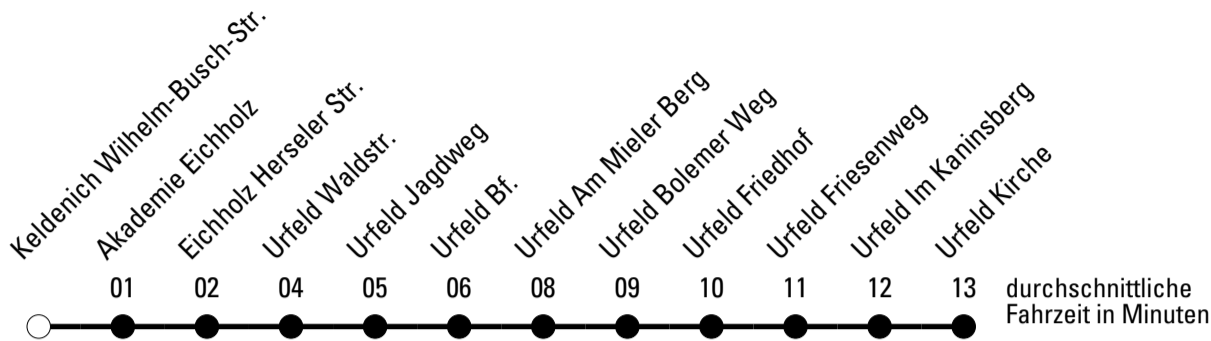 Keldenich Wilhelm-Busch-Str.
Akademie Eichholz
Eichholz Herseler Str.
Urfeld Waldstr.
Urfeld Jagdweg
Urfeld Bf.
Urfeld Am Mieler Berg
Urfeld Bolemer Weg
Urfeld Friedhof
Urfeld Friesenweg
Urfeld Im Kaninsberg
Urfeld Kirche
01 02 04 05 06 08 09 10 11 12 13
durchschnittliche
Fahrzeit in Minuten